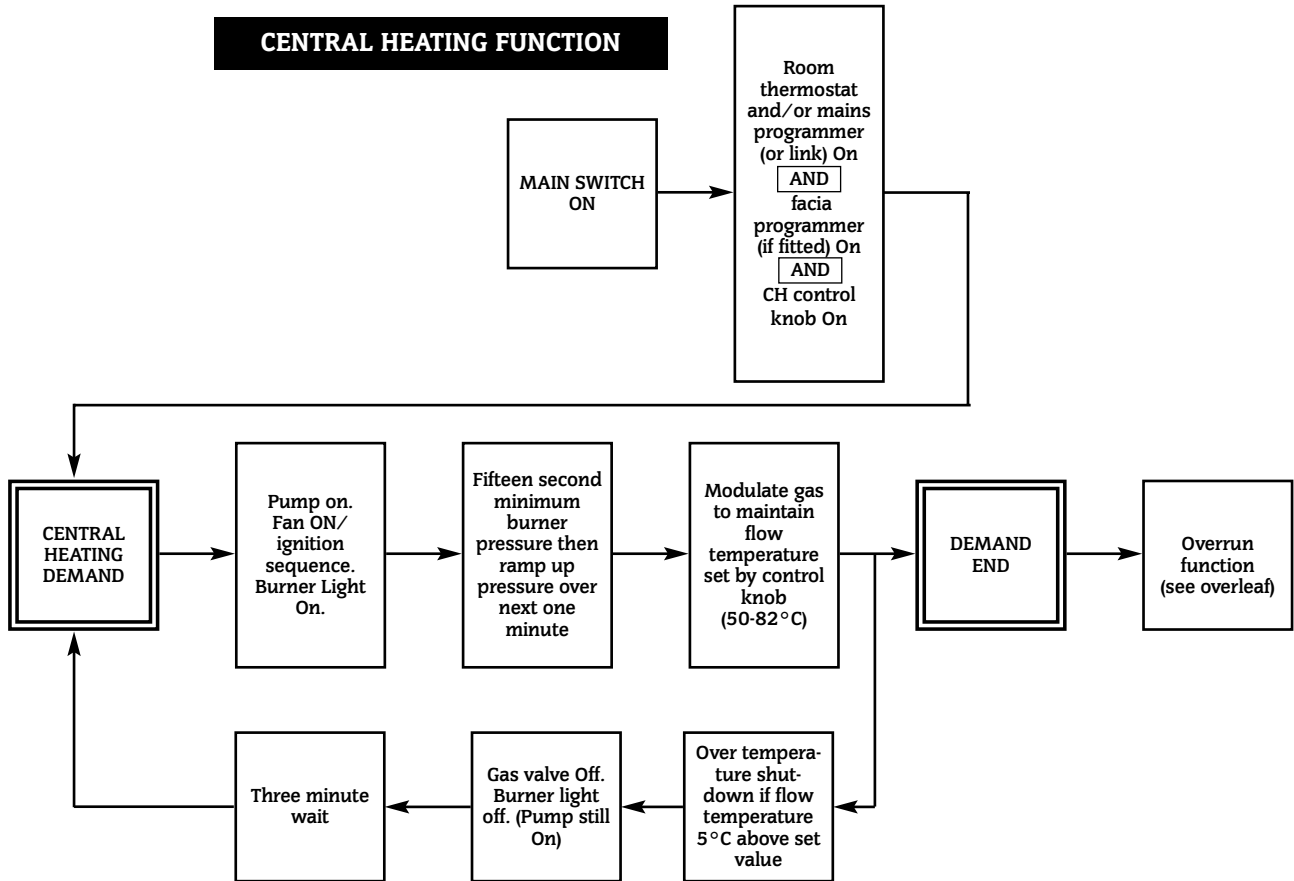 CENTRAL HEATING FUNCTION
MAIN SWITCH
ON
Room
thermostat
and/or mains
programmer
(or link) On
AND
facia
programmer
(if fitted) On
AND
CH control
knob On
CENTRAL
HEATING
DEMAND
Pump on.
Fan ON/
ignition
sequence.
Burner Light
On.
Fifteen second
minimum
burner
pressure then
ramp up
pressure over
next one
minute
Modulate gas
to maintain
flow
temperature
set by control
knob
(50-82°C)
DEMAND
END
Overrun
function
(see overleaf)
Three minute
wait
Gas valve Off.
Burner light
off. (Pump still
On)
Over tempera-
ture shut-
down if flow
temperature
5°C above set
value